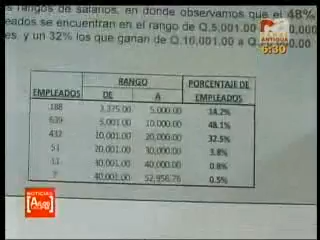 rangos de salarios, en donde observamos que el 48%
eados se encuentran en el rango de Q.5,001.00
es, y un 32% los que ganan de Q.10,001.00 a
ANTIGUA
6:30
EMPLEADOS RANGO PORCENTAJE DE EMPLEADOS
DE A
188 2,375.00 5,000.00 14.2%
639 5,001.00 10,000.00 48.1%
432 10,001.00 20,000.00 32.5%
51 20,001.00 30,000.00 3.8%
11 30,001.00 40,000.00 0.8%
7 40,001.00 52,956.76 0.5%
NOTICIAS